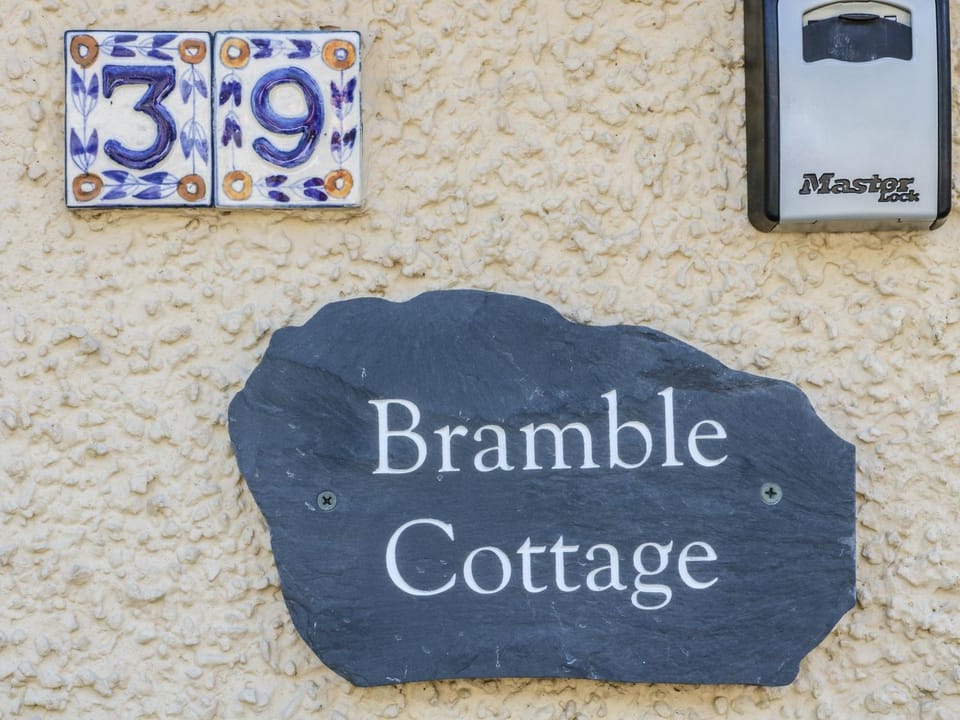 39
Master
Lock
Bramble
Cottage